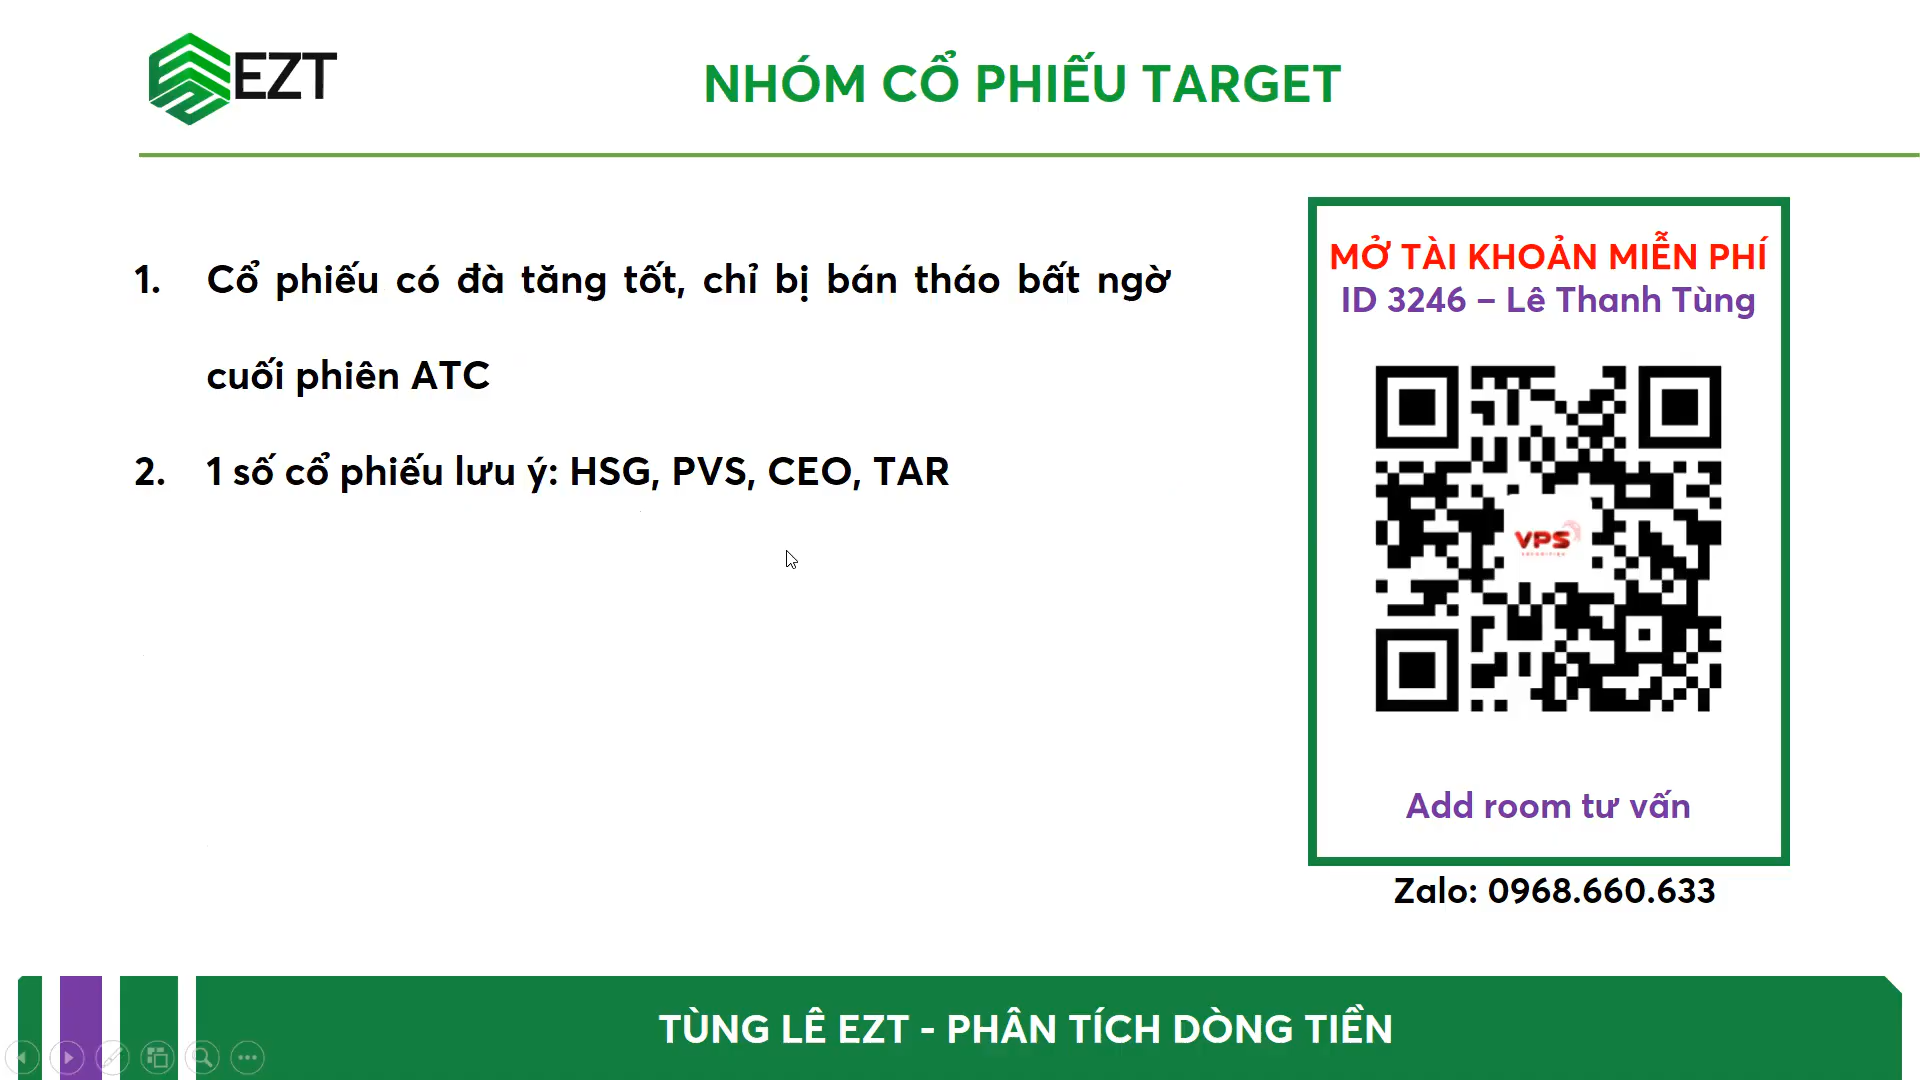 EZT
NHÓM CỔ PHIẾU TARGET
1. Cổ phiếu có đà tăng tốt, chỉ bị bán tháo bất ngờ
cuối phiên ATC
2. 1 số cổ phiếu lưu ý: HSG, PVS, CEO, TAR
MỞ TÀI KHOẢN MIỄN PHÍ
ID 3246 – Lê Thanh Tùng
VPS
Add room tư vấn
Zalo: 0968.660.633
TÙNG LÊ EZT - PHÂN TÍCH DÒNG TIỀN